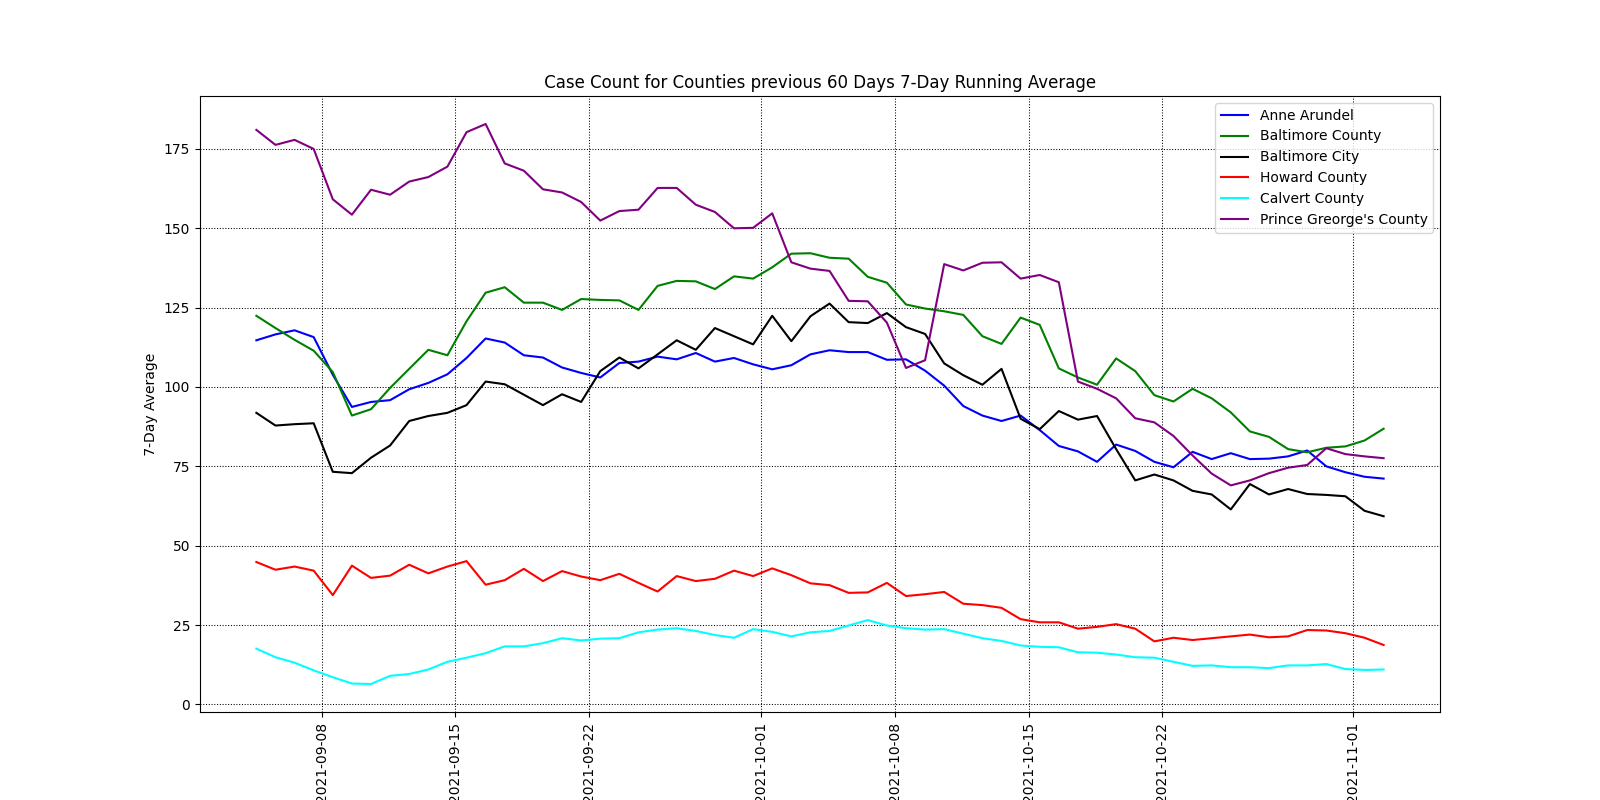 Case Count for Counties previous 60 Days 7-Day Running Average
Anne Arundel
Baltimore County
Baltimore City
Howard County
Calvert County
Prince Greorge's County
7-Day Average
175
150
125
100
75
50
25
0
2021-09-08
2021-09-15
2021-09-22
2021-10-01
2021-10-08
2021-10-15
2021-10-22
2021-11-01